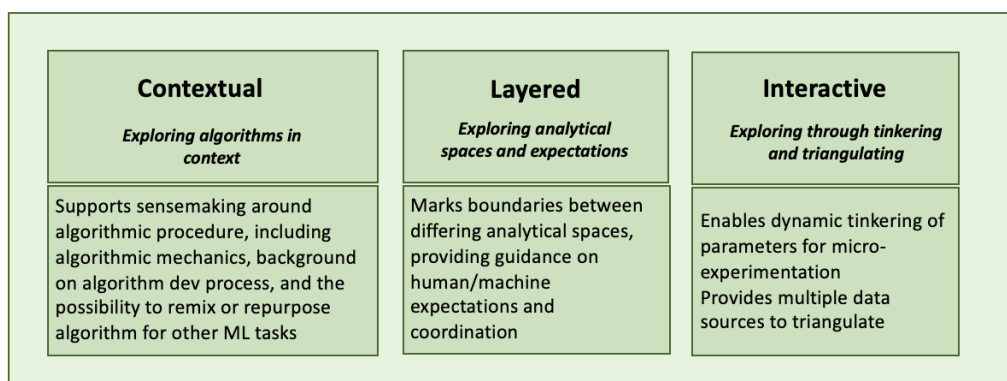 Contextual
Exploring algorithms in
context
Supports sensemaking around
algorithmic procedure, including
algorithmic mechanics, background
on algorithm dev process, and the
possibility to remix or repurpose
algorithm for other ML tasks
Layered
Exploring analytical
spaces and expectations
Marks boundaries between
differing analytical spaces,
providing guidance on
human/machine
expectations and
coordination
Interactive
Exploring through tinkering
and triangulating
Enables dynamic tinkering of
parameters for micro-
experimentation
Provides multiple data
sources to triangulate